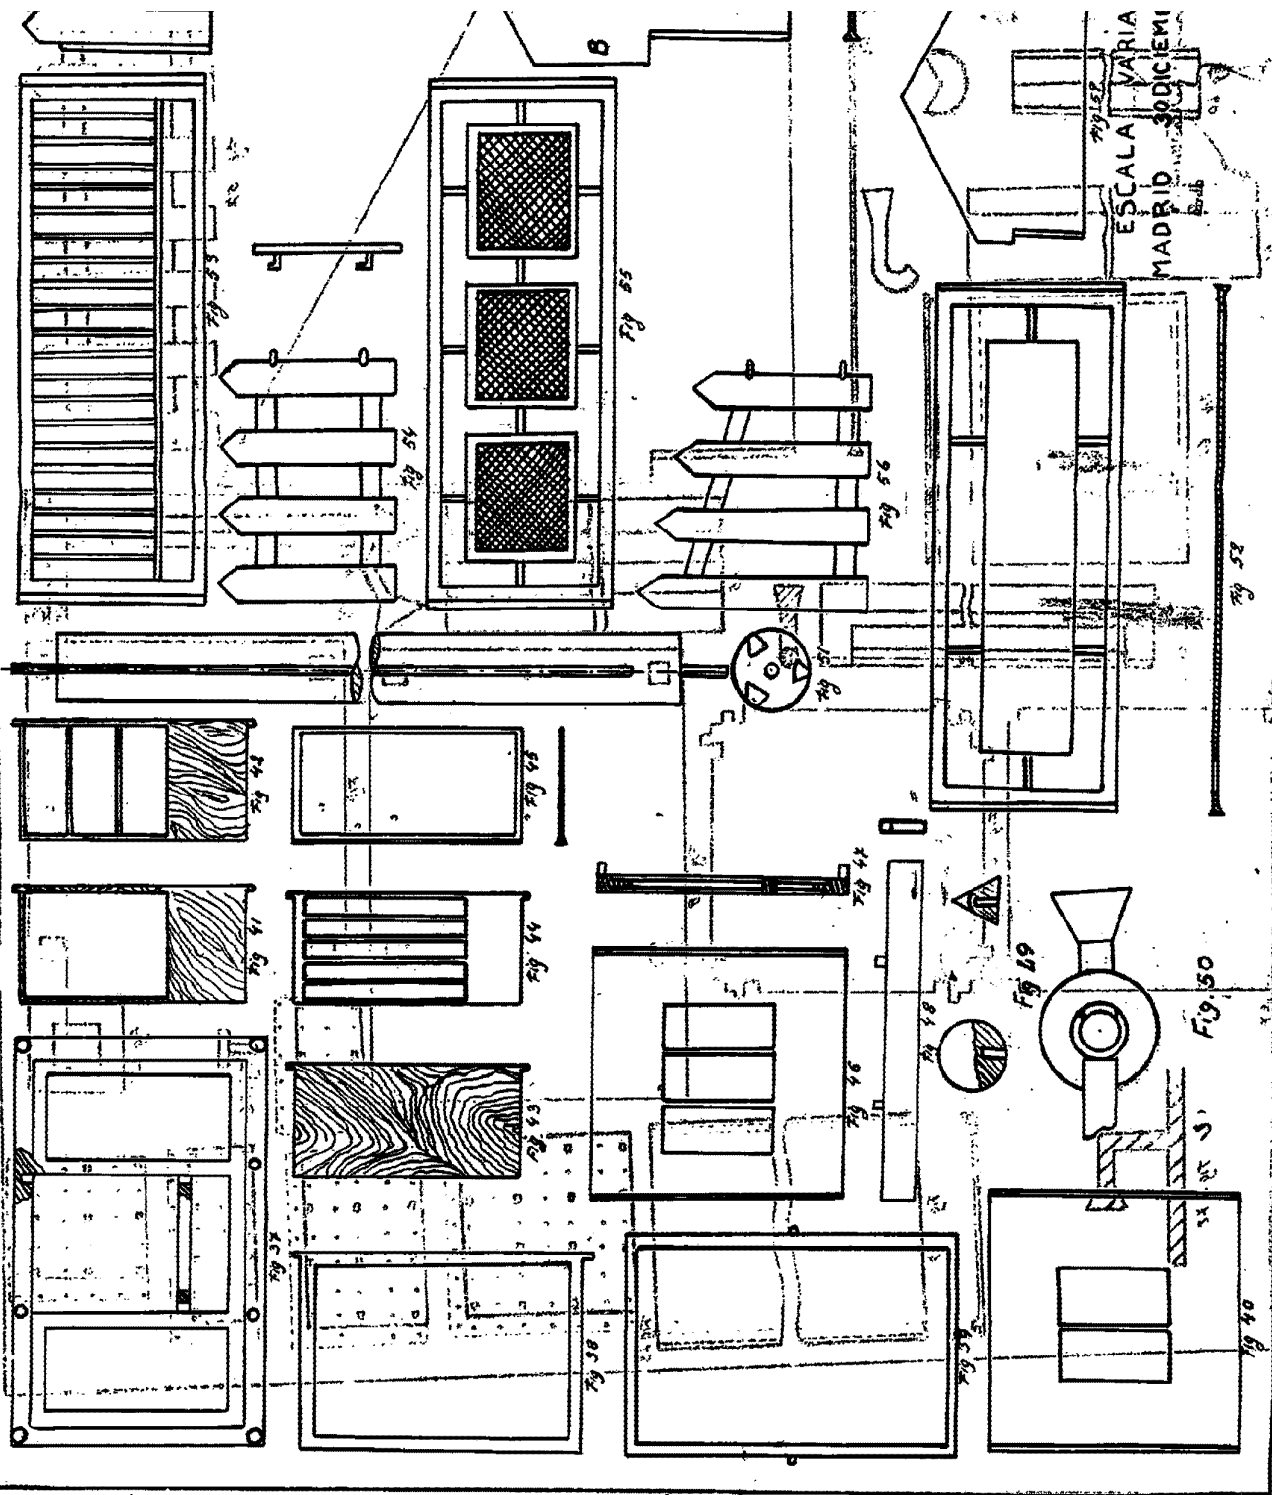 B
ESCALA VARIA
MADRID 30 DICIEM
Fig 53
Fig 54
Fig 55
Fig 56
Fig 52
Fig 51
Fig 42
Fig 45
Fig 47
Fig 41
Fig 44
Fig 49
Fig. 50
Fig 48
Fig 46
Fig. 43
Fig 37
Fig 38
Fig 39
Fig 40